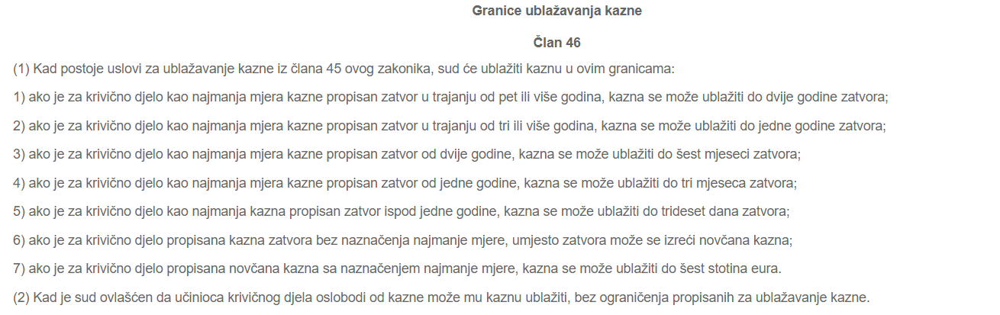 Granice ublažavanja kazne
Član 46
(1) Kad postoje uslovi za ublažavanje kazne iz člana 45 ovog zakonika, sud će ublažiti kaznu u ovim granicama:
1) ako je za krivično djelo kao najmanja mjera kazne propisan zatvor u trajanju od pet ili više godina, kazna se može ublažiti do dvije godine zatvora;
2) ako je za krivično djelo kao najmanja mjera kazne propisan zatvor u trajanju od tri ili više godina, kazna se može ublažiti do jedne godine zatvora;
3) ako je za krivično djelo kao najmanja mjera kazne propisan zatvor od dvije godine, kazna se može ublažiti do šest mjeseci zatvora;
4) ako je za krivično djelo kao najmanja mjera kazne propisan zatvor od jedne godine, kazna se može ublažiti do tri mjeseca zatvora;
5) ako je za krivično djelo kao najmanja kazna propisan zatvor ispod jedne godine, kazna se može ublažiti do trideset dana zatvora;
6) ako je za krivično djelo propisana kazna zatvora bez naznačenja najmanje mjere, umjesto zatvora može se izreći novčana kazna;
7) ako je za krivično djelo propisana novčana kazna sa naznačenjem najmanje mjere, kazna se može ublažiti do šest stotina eura.
(2) Kad je sud ovlašćen da učinioca krivičnog djela oslobodi od kazne može mu kaznu ublažiti, bez ograničenja propisanih za ublažavanje kazne.